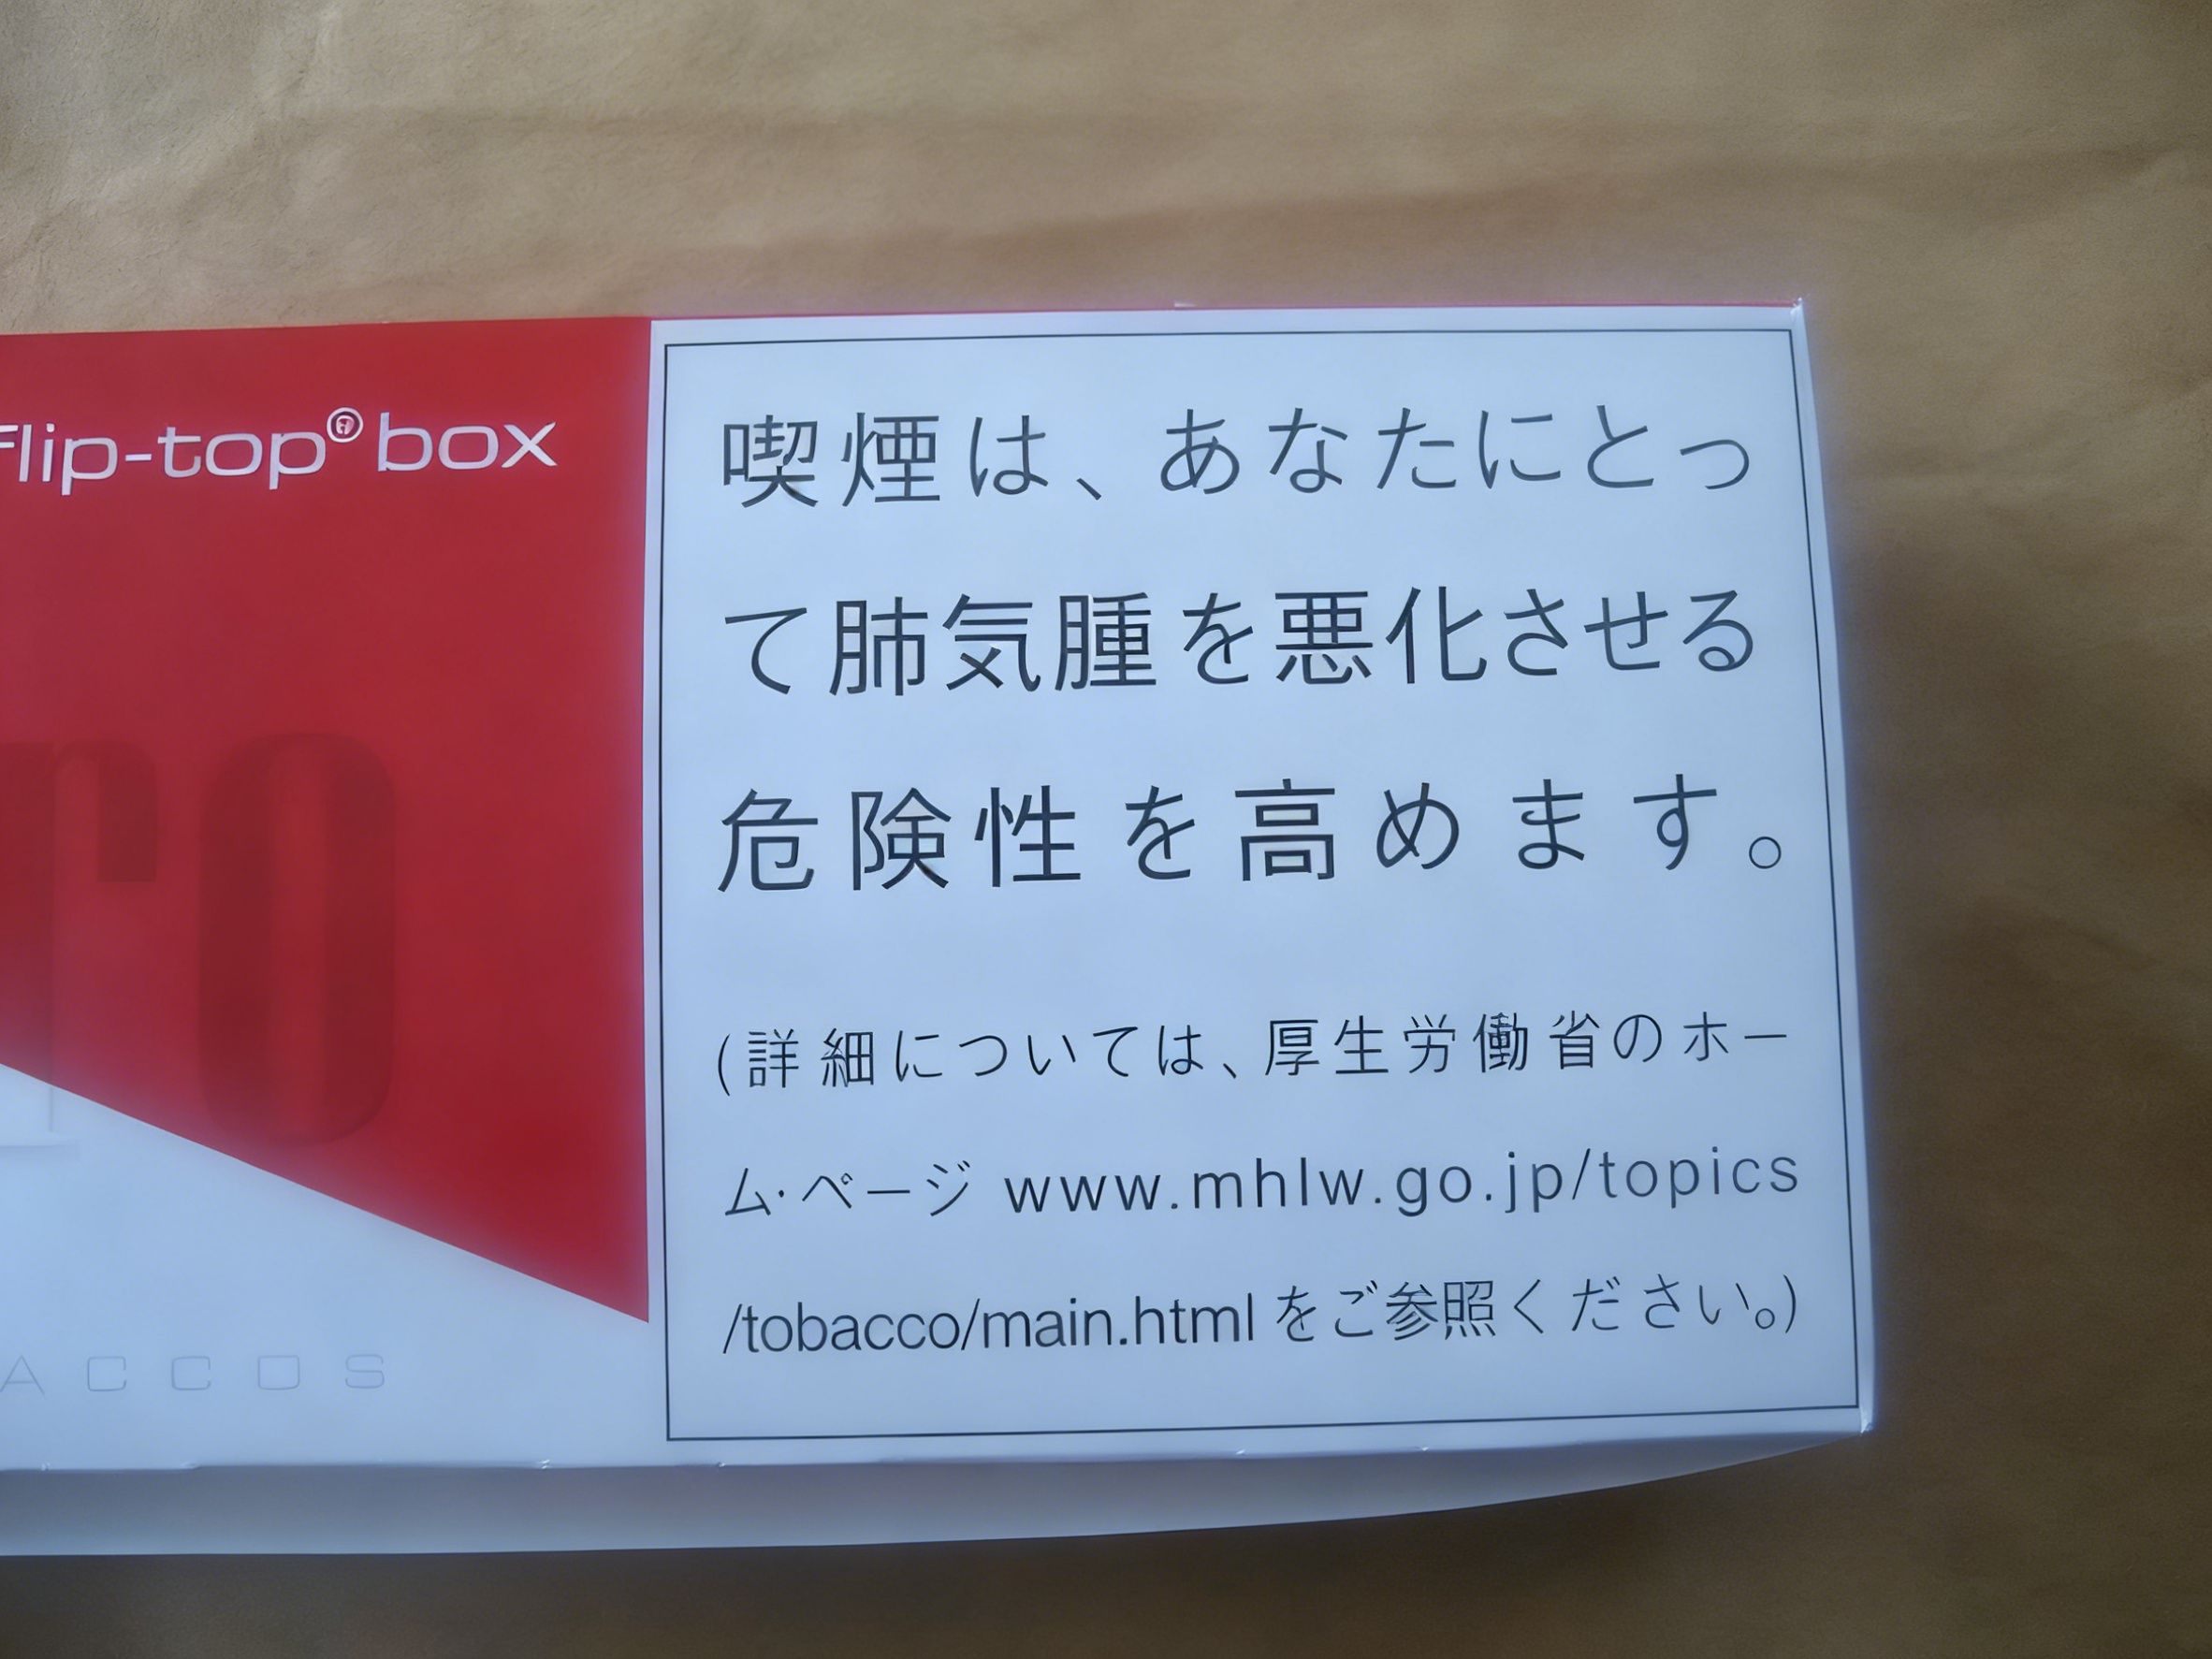 flip-top® box
ro
ACCOS
喫煙は、あなたにとっ
て肺気腫を悪化させる
危険性を高めます。
(詳細については、厚生労働省のホー
ム・ページ www.mhlw.go.jp/topics
/tobacco/main.html をご参照ください。)